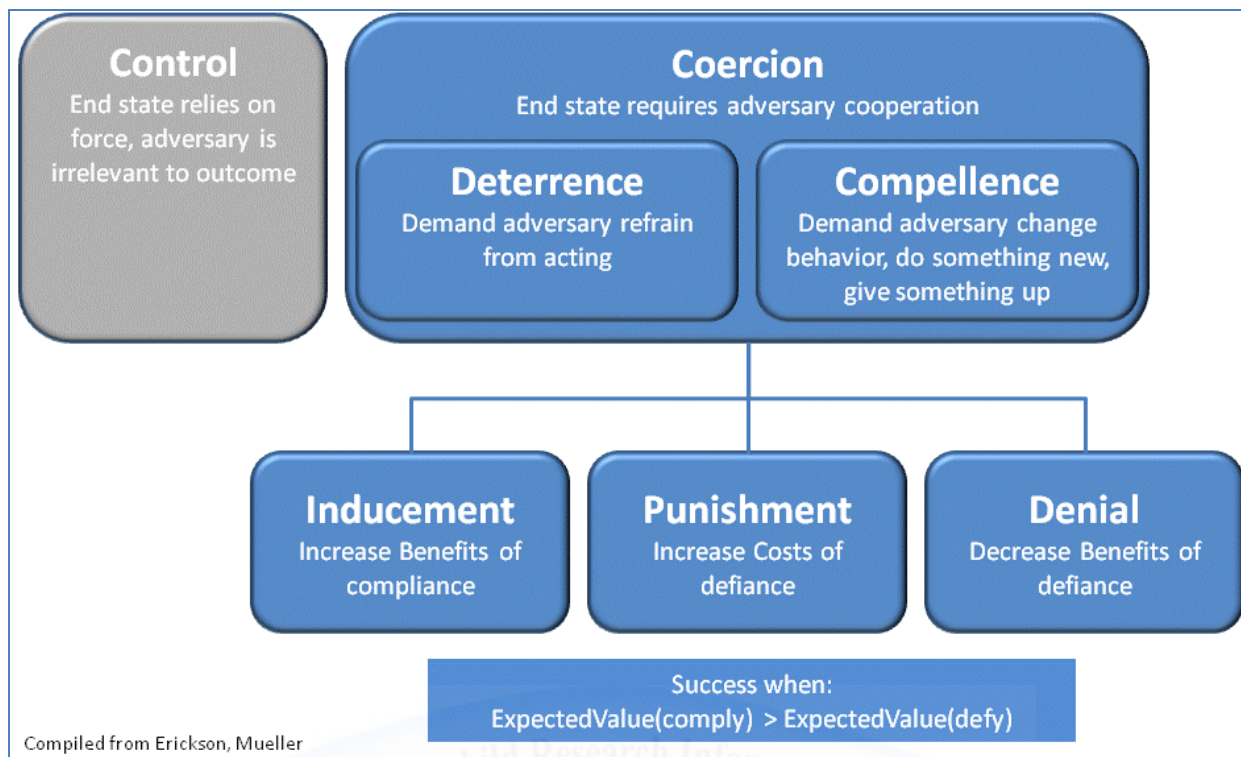 Control
End state relies on
force, adversary is
irrelevant to outcome
Coercion
End state requires adversary cooperation
Deterrence
Demand adversary refrain
from acting
Compellence
Demand adversary change
behavior, do something new,
give something up
Inducement
Increase Benefits of
compliance
Punishment
Increase Costs of
defiance
Denial
Decrease Benefits of
defiance
Success when:
ExpectedValue(comply) > ExpectedValue(defy)
Compiled from Erickson, Mueller
Research